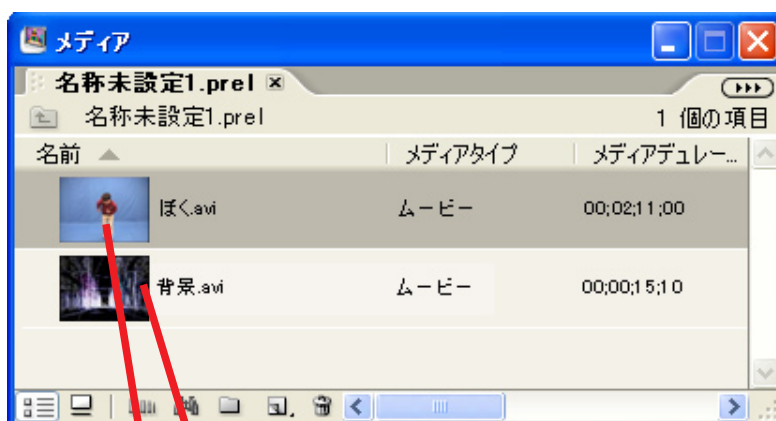 メディア
名称未設定1.prel
名称未設定1.prel 1 個の項目
名前 メディアタイプ メディアデュレー...
ぼく.avi ムービー 00;02;11;00
背景.avi ムービー 00;00;15;10